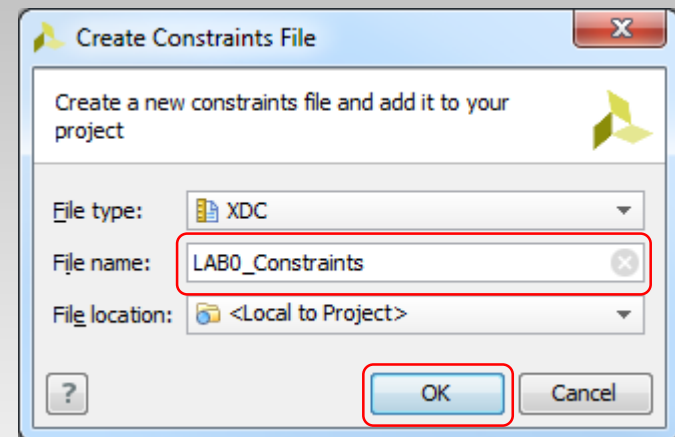 Create Constraints File
Create a new constraints file and add it to your
project
File type: XDC
File name: LAB0_Constraints
File location: <Local to Project>
? OK Cancel